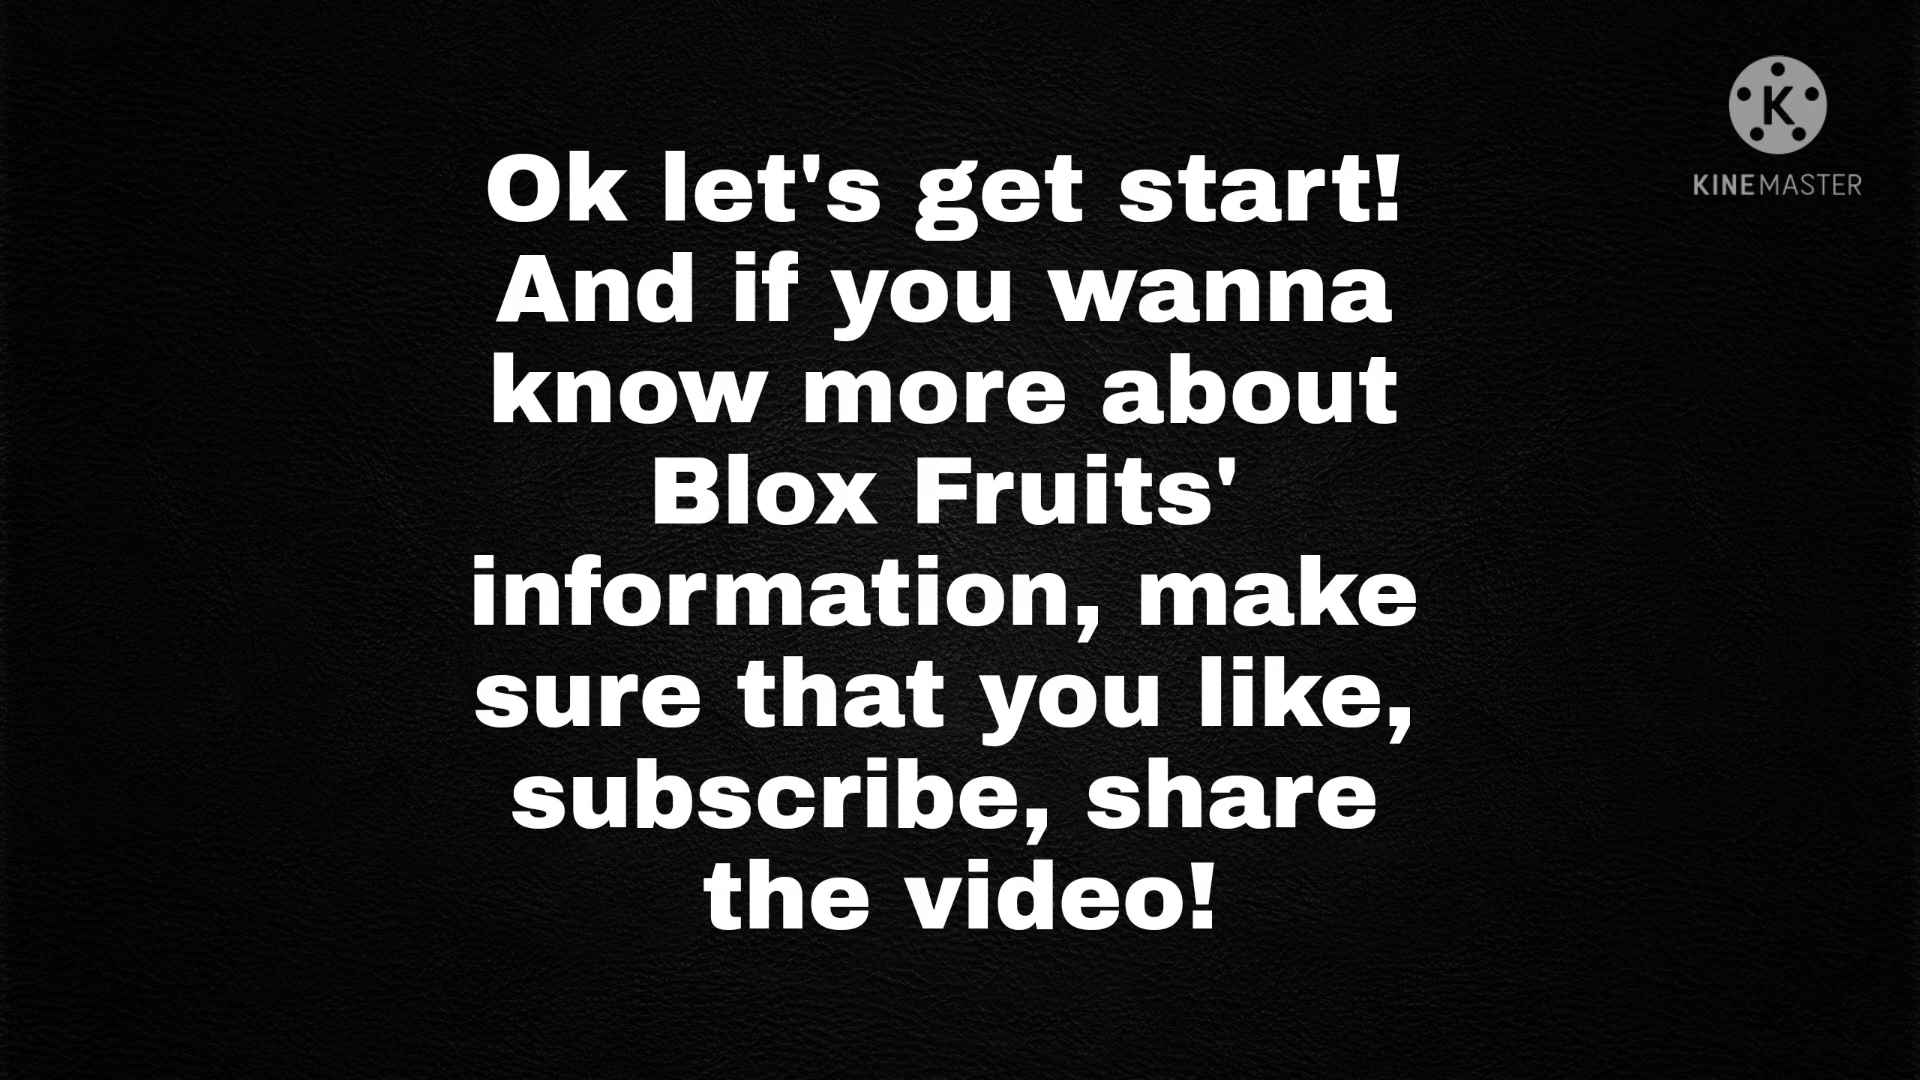 K
KINEMASTER
Ok let's get start!
And if you wanna
know more about
Blox Fruits'
information, make
sure that you like,
subscribe, share
the video!